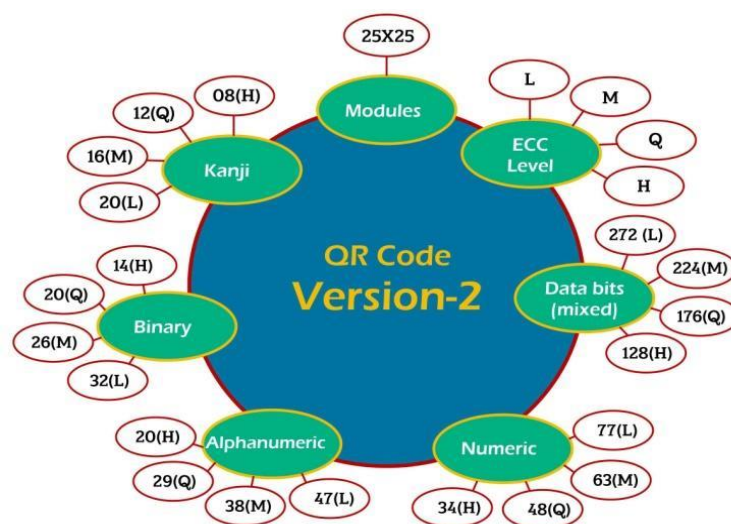 25X25
Modules
L
M
Q
H
ECC
Level
272 (L)
224(M)
176(Q)
128(H)
Data bits
(mixed)
77(L)
63(M)
48(Q)
34(H)
Numeric
47(L)
38(M)
29(Q)
20(H)
Alphanumeric
32(L)
26(M)
20(Q)
14(H)
Binary
20(L)
16(M)
12(Q)
08(H)
Kanji
QR Code
Version-2